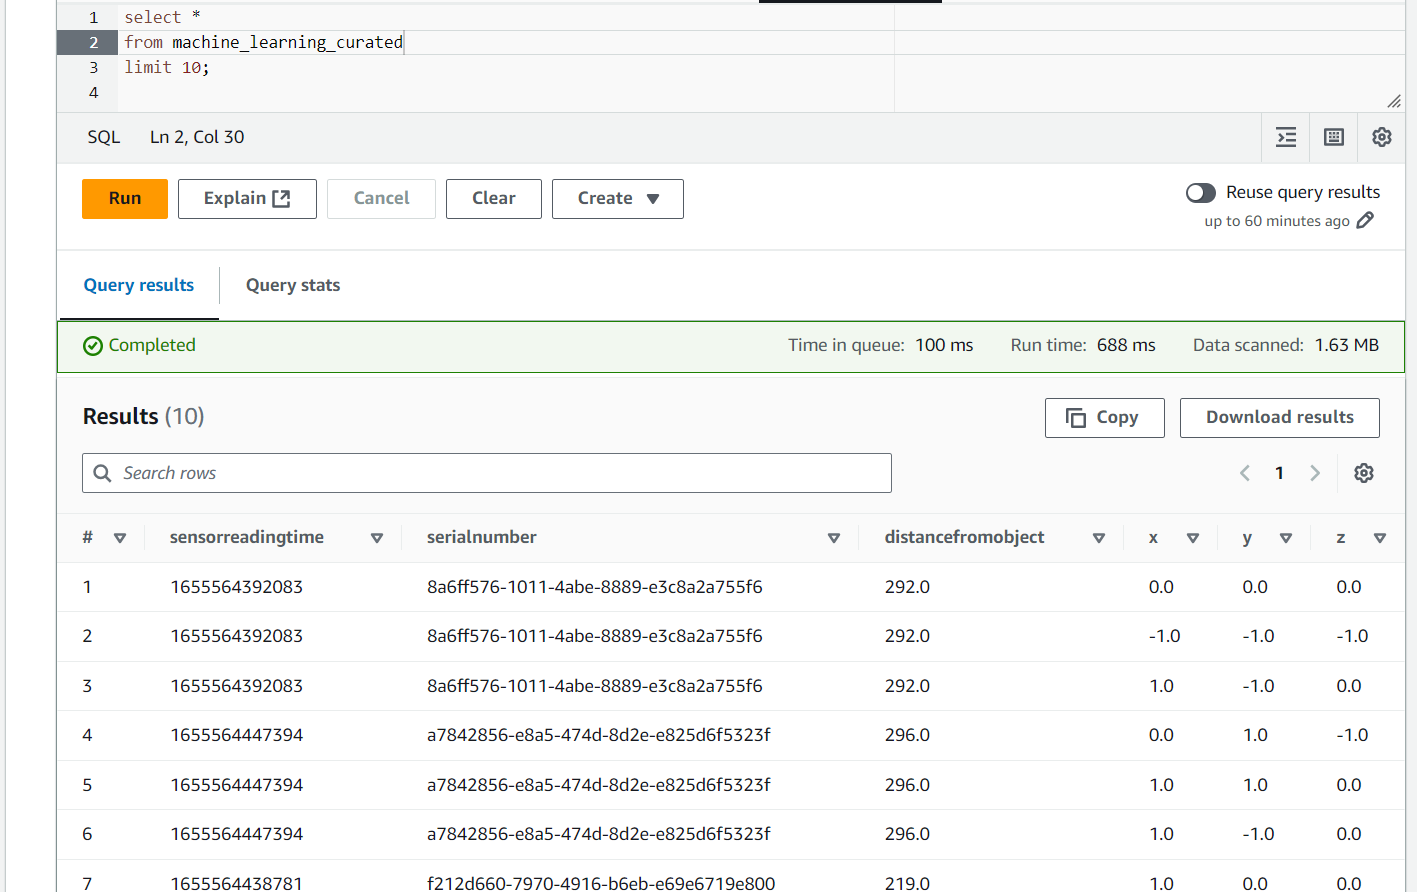 1 select *
2 from machine_learning_curated
3 limit 10;
4
SQL Ln 2, Col 30
Run Explain Cancel Clear Create Reuse query results
up to 60 minutes ago
Query results Query stats
Completed Time in queue: 100 ms Run time: 688 ms Data scanned: 1.63 MB
Results (10) Copy Download results
Search rows 1
# sensorreadingtime serialnumber distancefromobject x y z
1 1655564392083 8a6ff576-1011-4abe-8889-e3c8a2a755f6 292.0 0.0 0.0 0.0
2 1655564392083 8a6ff576-1011-4abe-8889-e3c8a2a755f6 292.0 -1.0 -1.0 -1.0
3 1655564392083 8a6ff576-1011-4abe-8889-e3c8a2a755f6 292.0 1.0 -1.0 0.0
4 1655564447394 a7842856-e8a5-474d-8d2e-e825d6f5323f 296.0 0.0 1.0 -1.0
5 1655564447394 a7842856-e8a5-474d-8d2e-e825d6f5323f 296.0 1.0 1.0 0.0
6 1655564447394 a7842856-e8a5-474d-8d2e-e825d6f5323f 296.0 1.0 -1.0 0.0
7 1655564438781 f212d660-7970-4916-b6eb-e69e6719e800 219.0 1.0 0.0 0.0